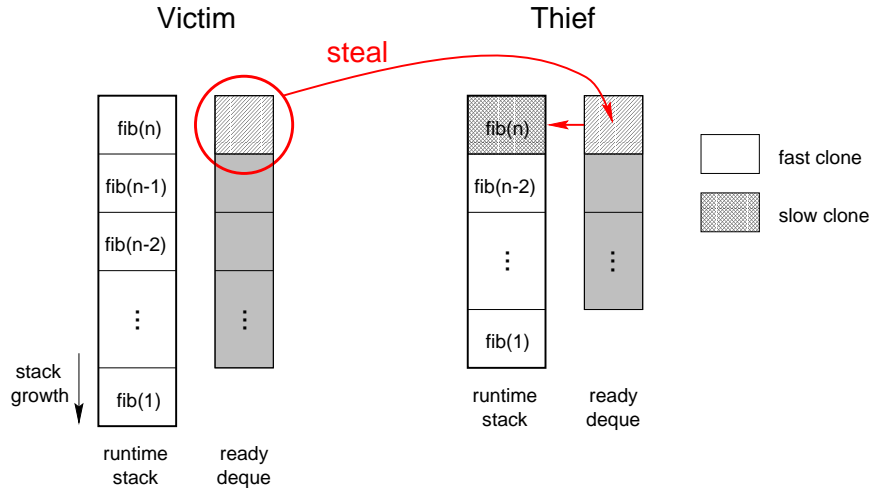 Victim
Thief
steal
fib(n)
fib(n-1)
fib(n-2)
...
...
fib(1)
stack
growth
runtime
stack
ready
deque
fib(n)
fib(n-2)
...
...
fib(1)
runtime
stack
ready
deque
fast clone
slow clone